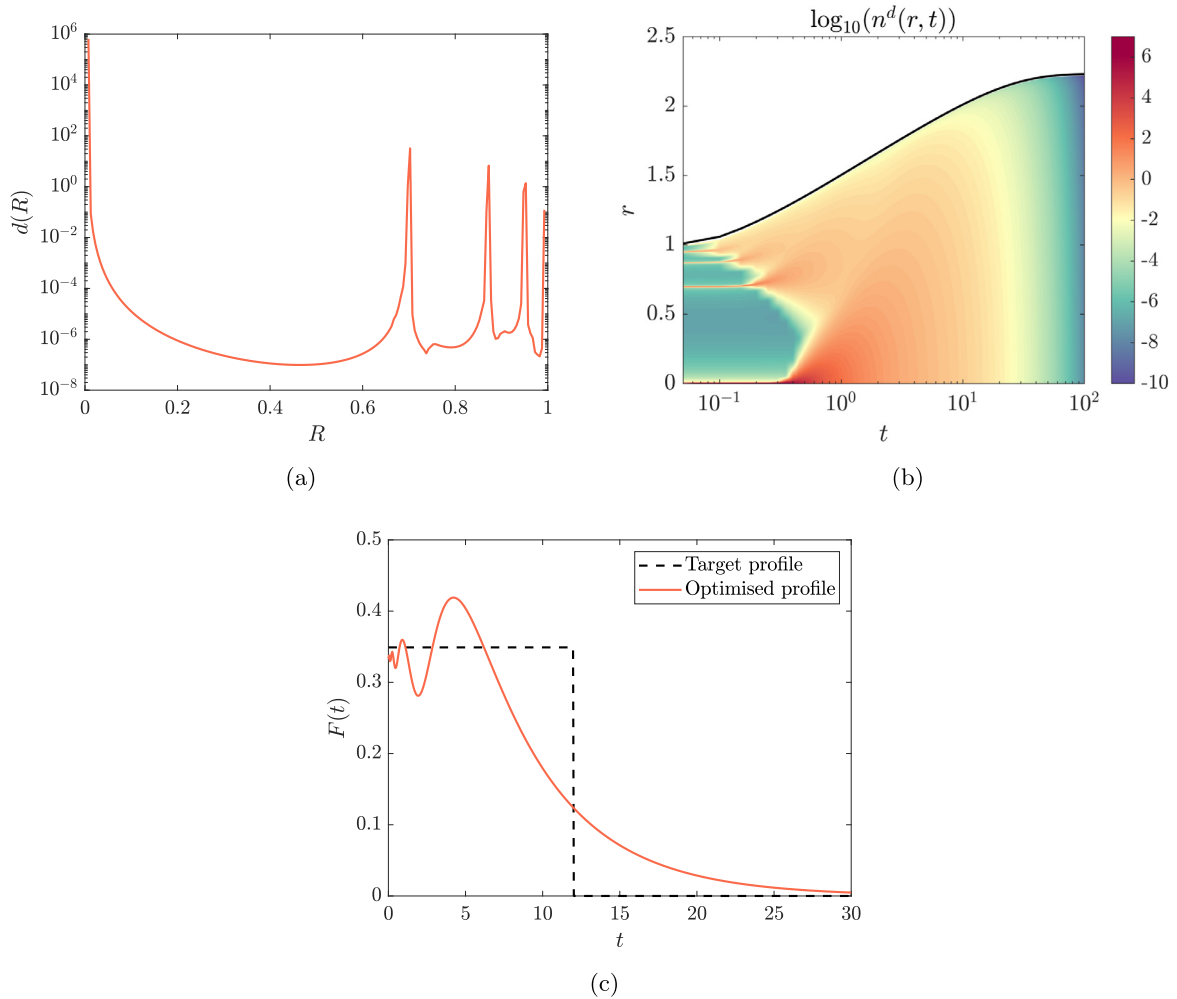 10^6
10^4
10^2
10^0
10^-2
10^-4
10^-6
10^-8
d(R)
0 0.2 0.4 0.6 0.8 1
R
(a)
log10(n^d(r, t))
2.5
2
1.5
1
0.5
0
r
10^-1 10^0 10^1 10^2
t
6
4
2
0
-2
-4
-6
-8
-10
(b)
0.5
0.4
0.3
0.2
0.1
0
F(t)
Target profile
Optimised profile
0 5 10 15 20 25 30
t
(c)